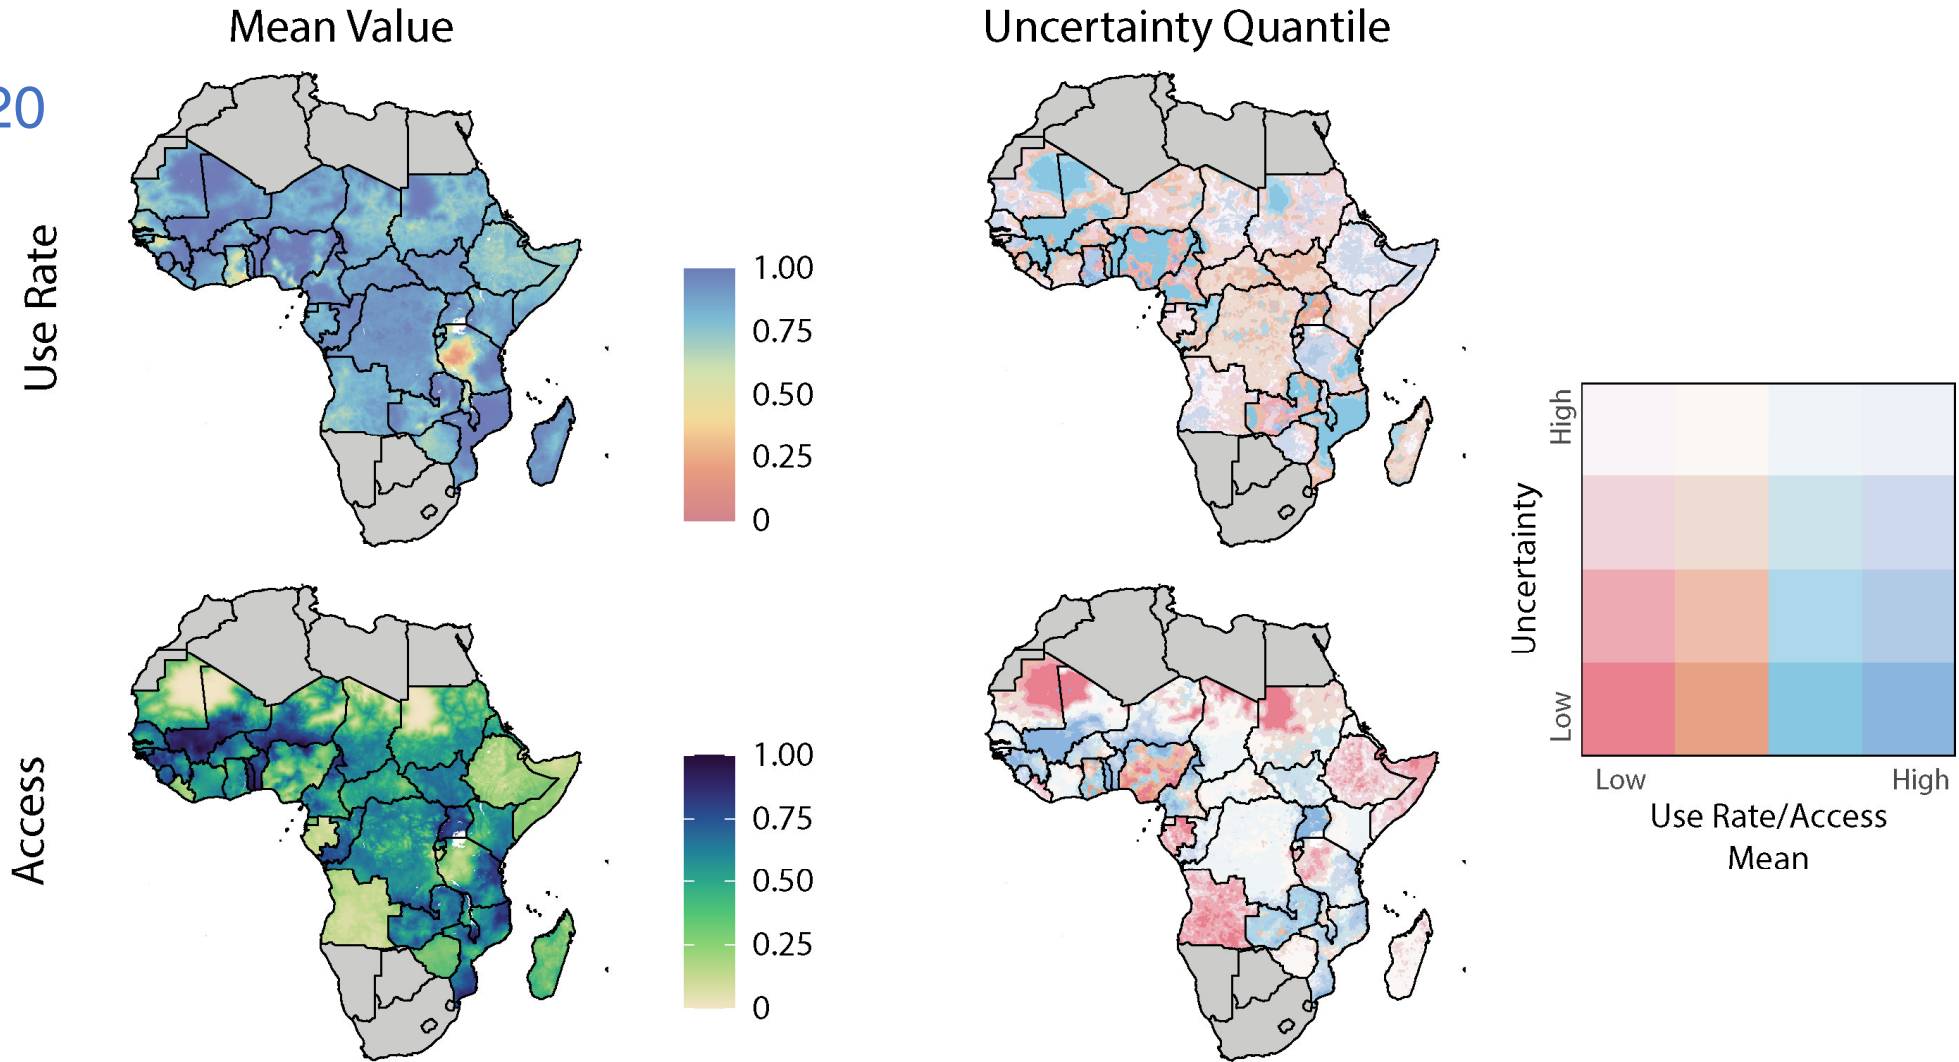 Mean Value
Uncertainty Quantile
20
Use Rate
1.00
0.75
0.50
0.25
0
High
Uncertainty
Low
Low
High
Use Rate/Access
Mean
Access
1.00
0.75
0.50
0.25
0